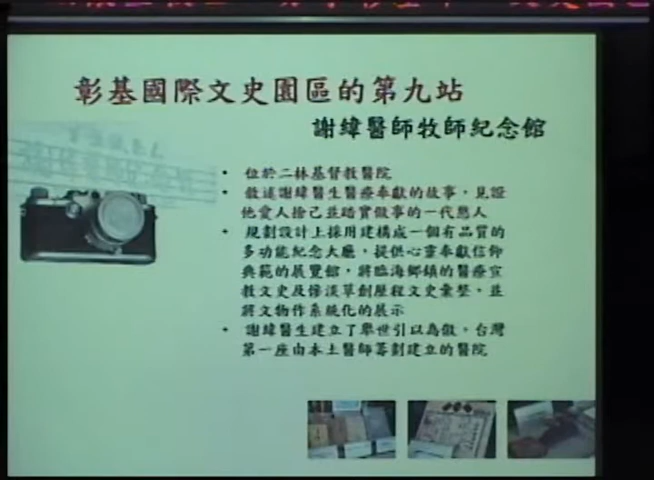 彰基國際文史園區的第九站
謝緯醫師牧師紀念館
• 位於二林基督教醫院
• 敘述謝緯醫生醫療奉獻的故事，見證
他愛人捨己並踏實做事的一代愚人
• 規劃設計上採用建構成一個有品質的
多功能紀念大廳，提供心靈奉獻信仰
典範的展覽館，將臨海鄉鎮的醫療宣
教文史及慘淡草創歷程文史彙整，並
將文物作系統化的展示
• 謝緯醫生建立了舉世引以為傲，台灣
第一座由本土醫師籌劃建立的醫院